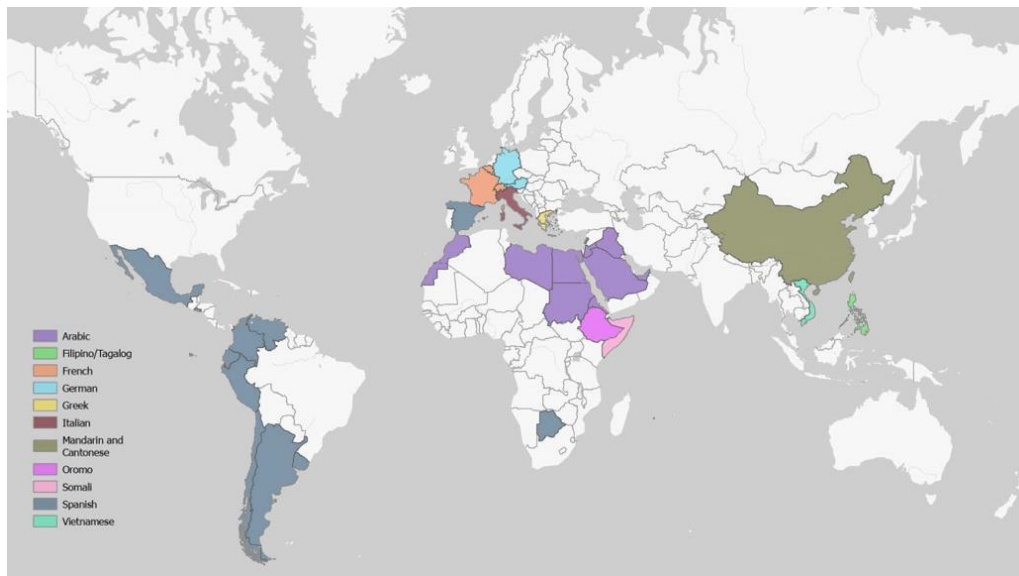 Arabic
Filipino/Tagalog
French
German
Greek
Italian
Mandarin and
Cantonese
Oromo
Somali
Spanish
Vietnamese